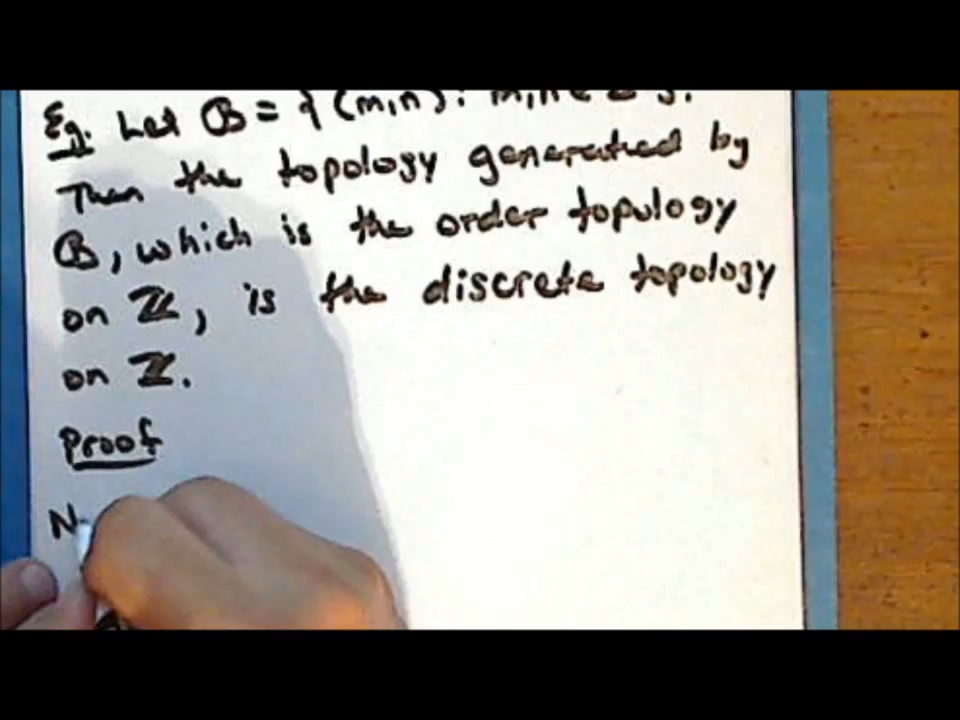 Eg. Let B = { (m,n) : m,n ∈ ℤ }.
Then the topology generated by
B, which is the order topology
on ℤ, is the discrete topology
on ℤ.
Proof